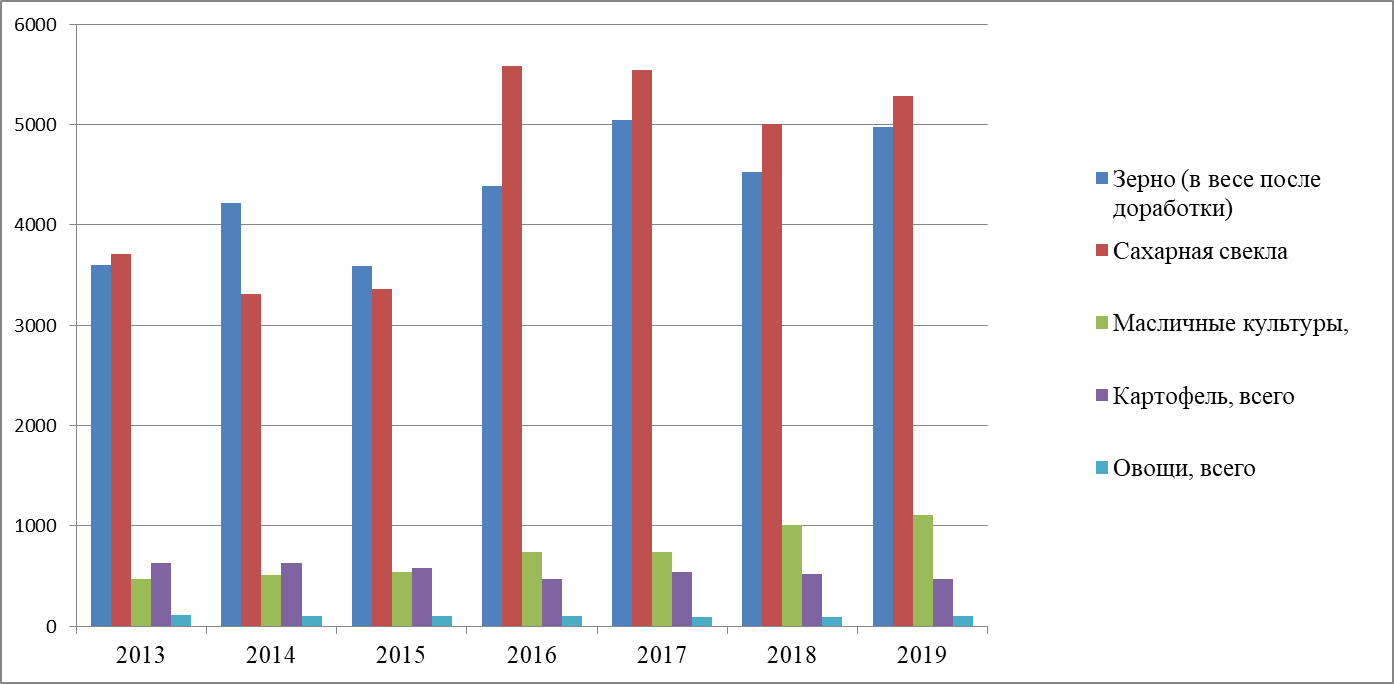 6000
5000
4000
3000
2000
1000
0
2013 2014 2015 2016 2017 2018 2019
Зерно (в весе после
доработки)
Сахарная свекла
Масличные культуры,
Картофель, всего
Овощи, всего